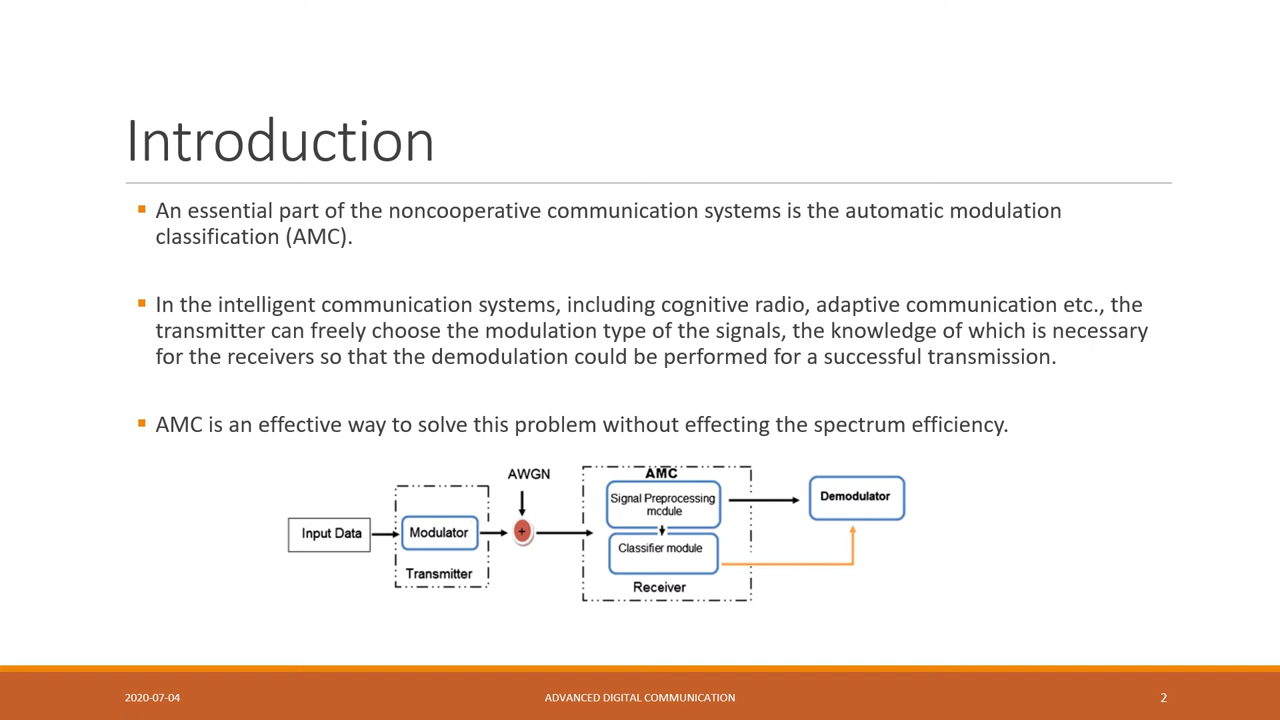 Introduction
An essential part of the noncooperative communication systems is the automatic modulation
classification (AMC).
In the intelligent communication systems, including cognitive radio, adaptive communication etc., the
transmitter can freely choose the modulation type of the signals, the knowledge of which is necessary
for the receivers so that the demodulation could be performed for a successful transmission.
AMC is an effective way to solve this problem without effecting the spectrum efficiency.
Input Data
Modulator
Transmitter
AWGN
+
AMC
Signal Preprocessing
module
Classifier module
Receiver
Demodulator
2020-07-04
ADVANCED DIGITAL COMMUNICATION
2